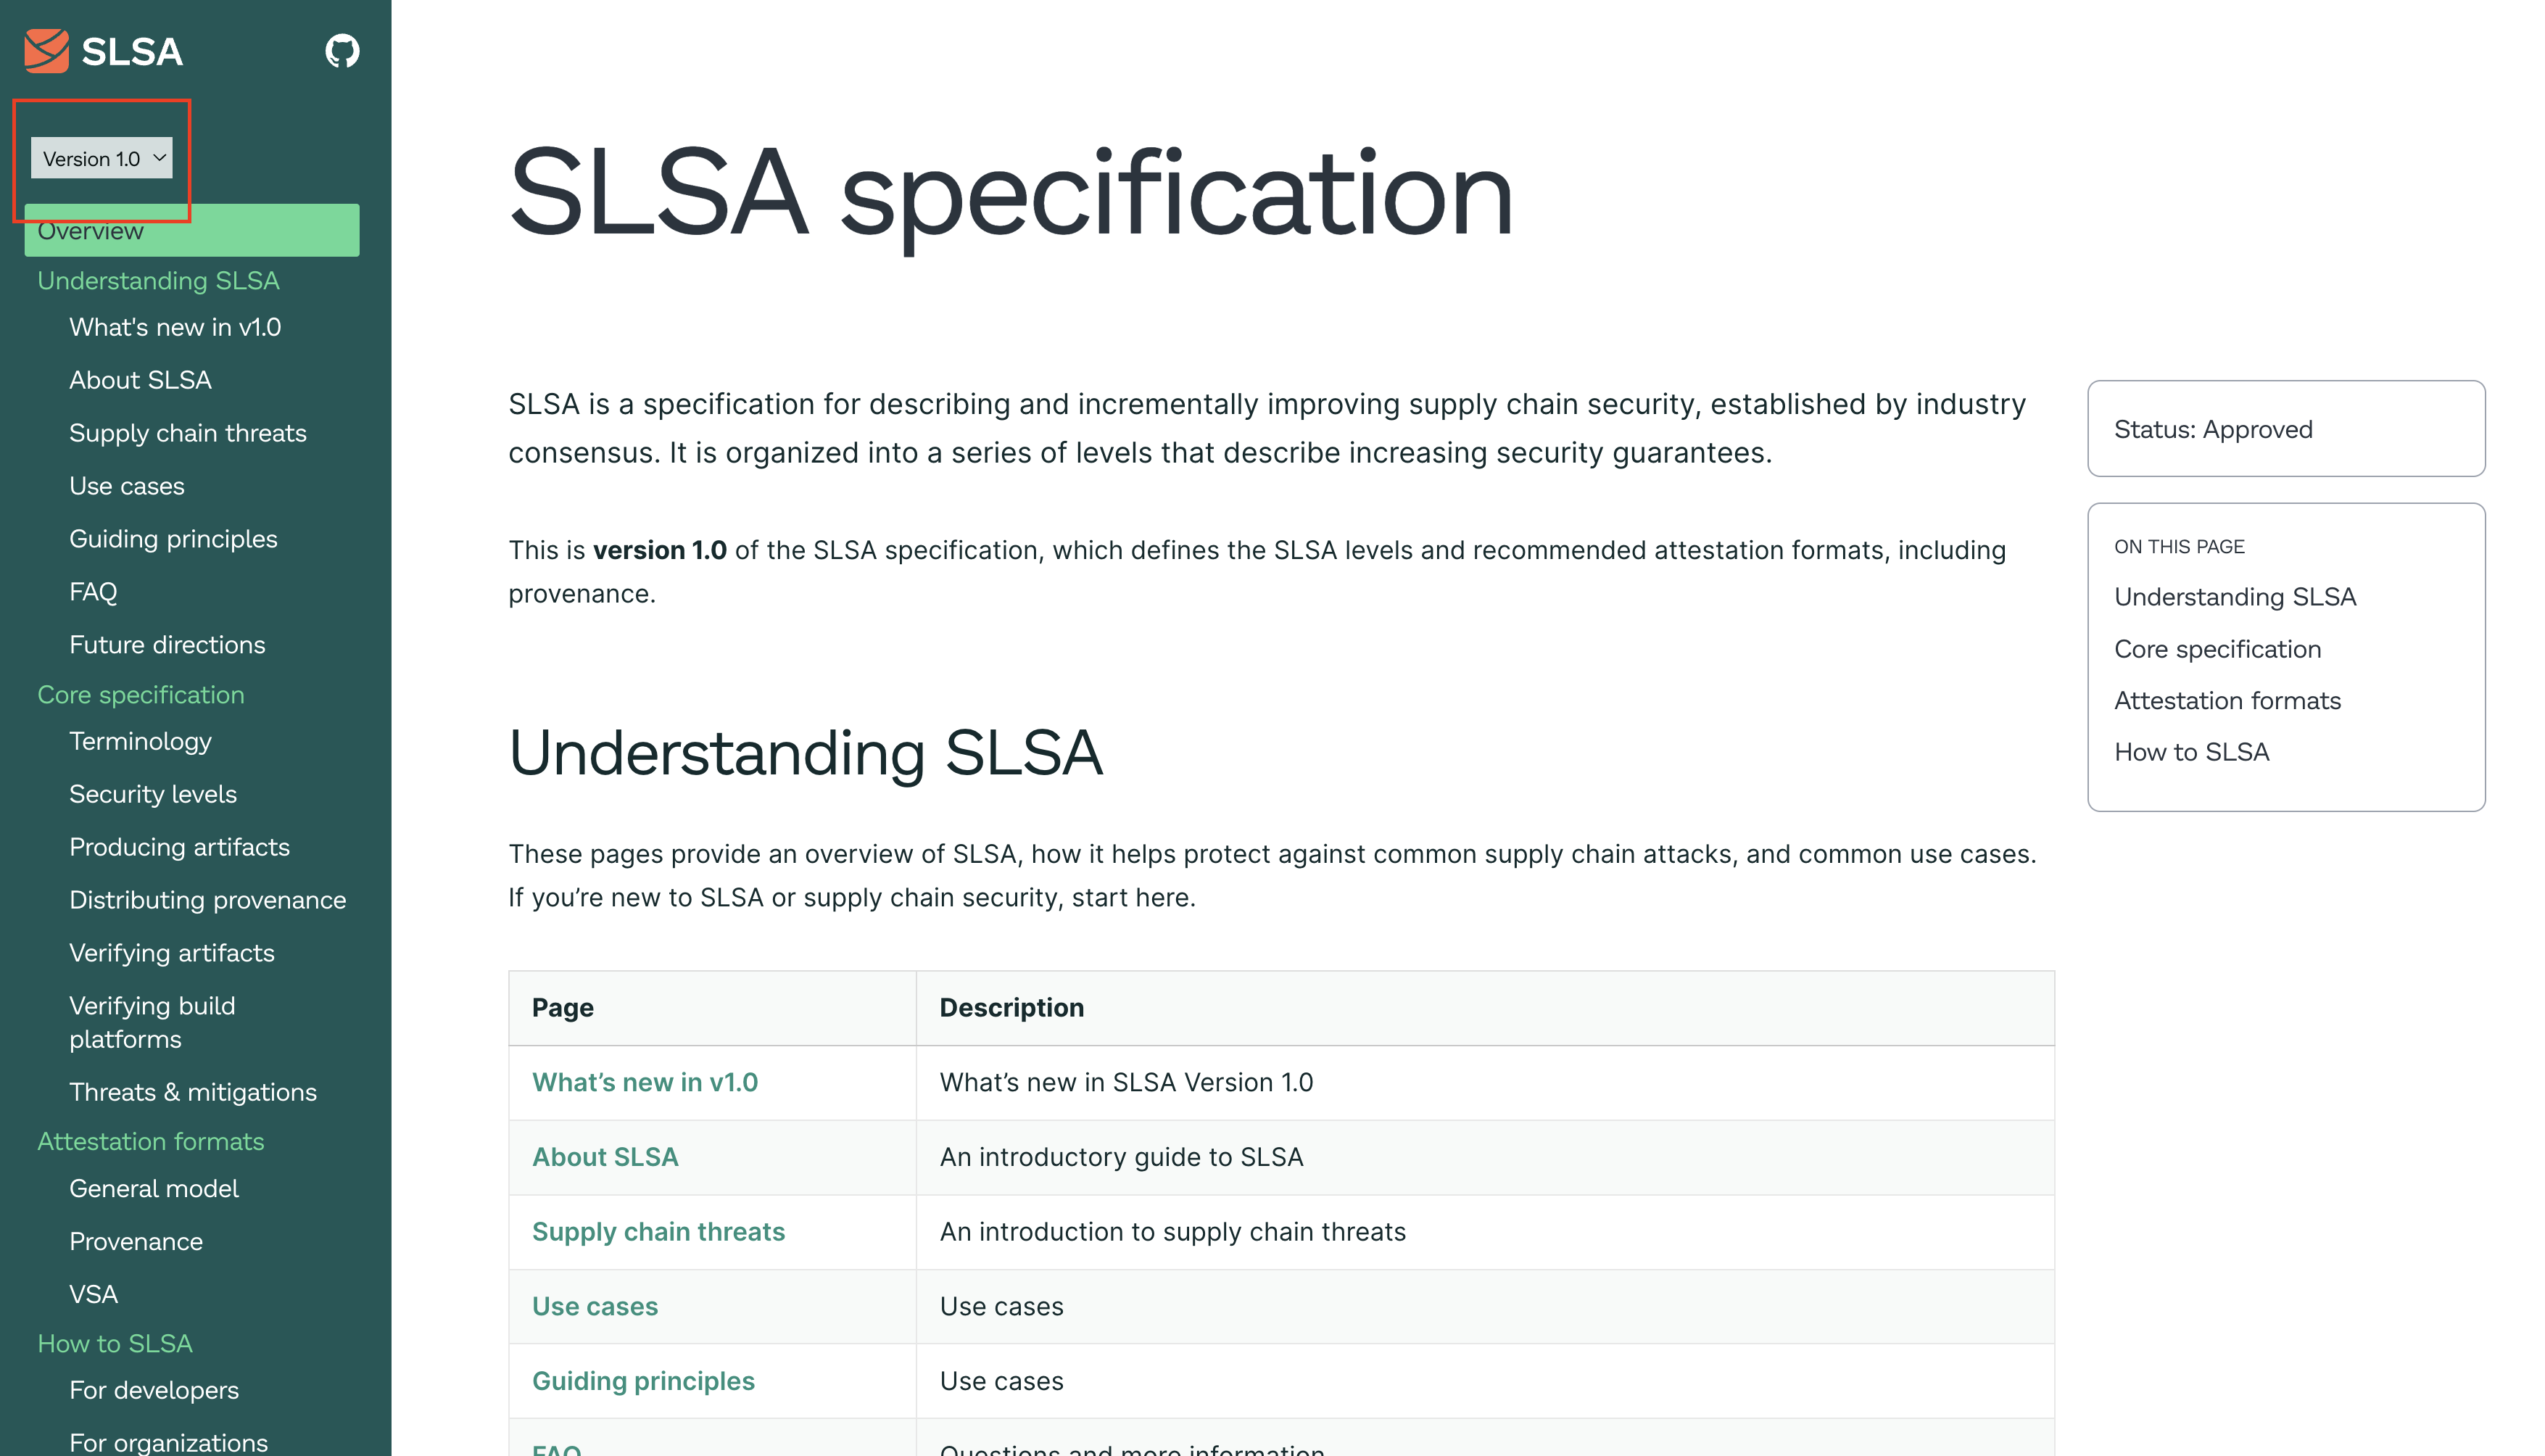 SLSA
Version 1.0
Overview
Understanding SLSA
What's new in v1.0
About SLSA
Supply chain threats
Use cases
Guiding principles
FAQ
Future directions
Core specification
Terminology
Security levels
Producing artifacts
Distributing provenance
Verifying artifacts
Verifying build
platforms
Threats & mitigations
Attestation formats
General model
Provenance
VSA
How to SLSA
For developers
For organizations
SLSA specification
SLSA is a specification for describing and incrementally improving supply chain security, established by industry
consensus. It is organized into a series of levels that describe increasing security guarantees.
This is version 1.0 of the SLSA specification, which defines the SLSA levels and recommended attestation formats, including
provenance.
Understanding SLSA
These pages provide an overview of SLSA, how it helps protect against common supply chain attacks, and common use cases.
If you’re new to SLSA or supply chain security, start here.
Page Description
What’s new in v1.0 What’s new in SLSA Version 1.0
About SLSA An introductory guide to SLSA
Supply chain threats An introduction to supply chain threats
Use cases Use cases
Guiding principles Use cases
FAQ Questions and more information
Status: Approved
ON THIS PAGE
Understanding SLSA
Core specification
Attestation formats
How to SLSA